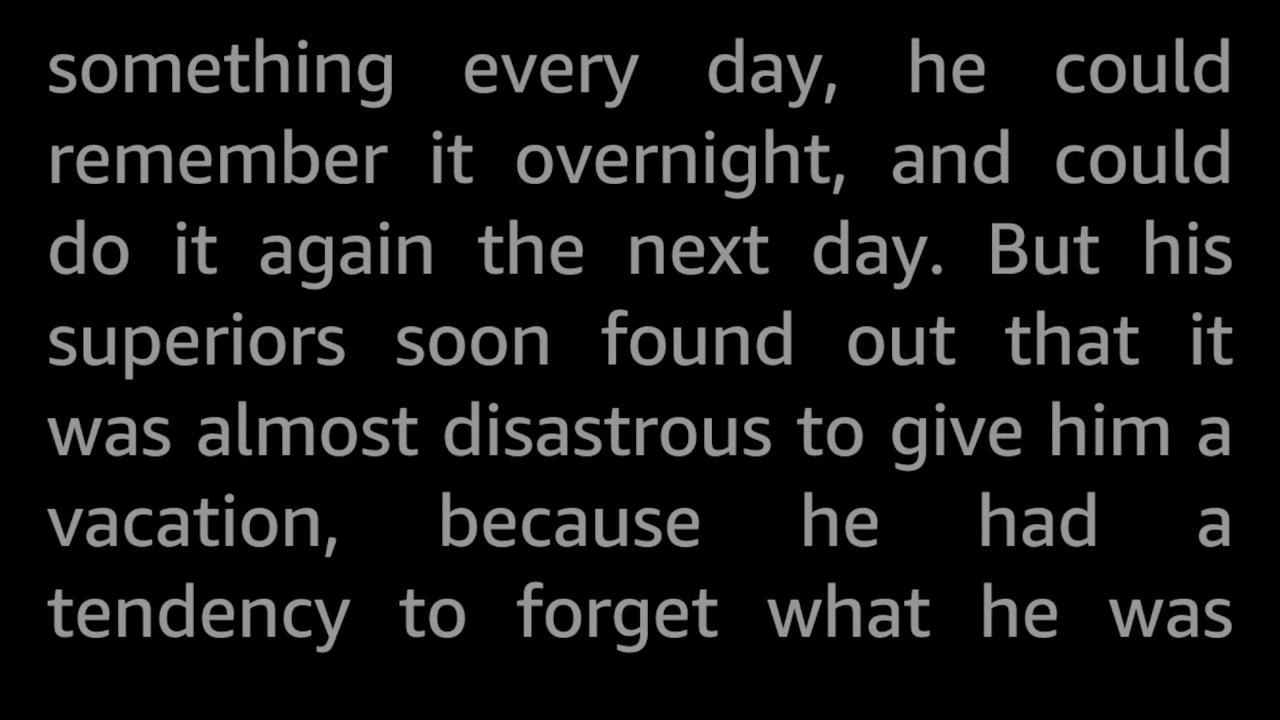 something every day, he could
remember it overnight, and could
do it again the next day. But his
superiors soon found out that it
was almost disastrous to give him a
vacation, because he had a
tendency to forget what he was